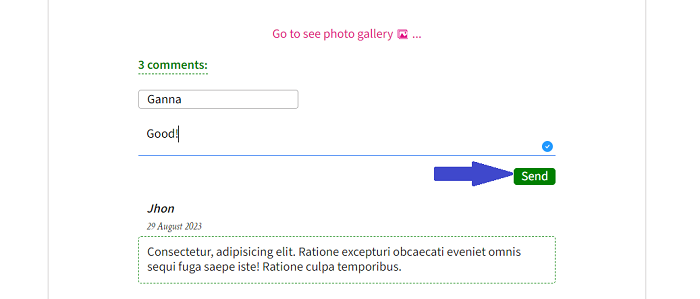 Go to see photo gallery ...
3 comments:
Ganna
Good!
Send
Jhon
29 August 2023
Consectetur, adipisicing elit. Ratione excepturi obcaecati eveniet omnis
sequi fuga saepe iste! Ratione culpa temporibus.